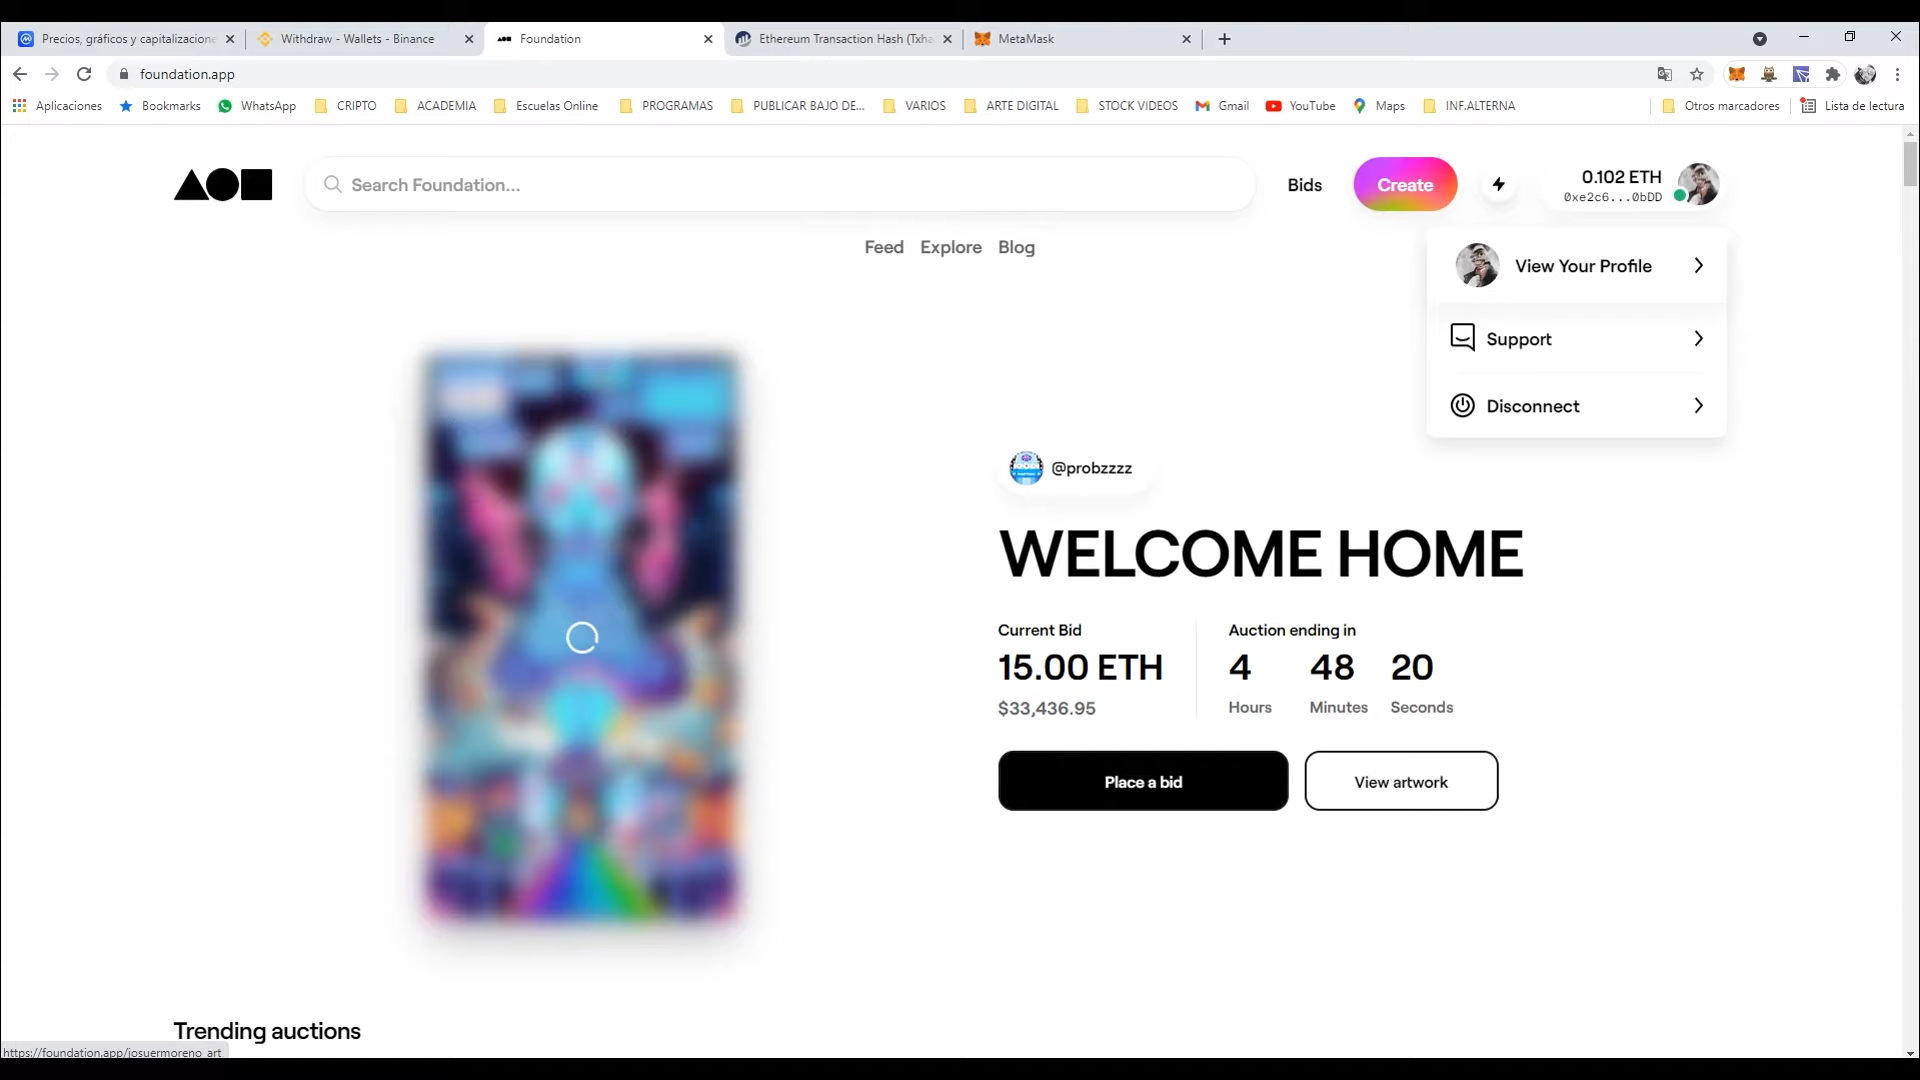 Precios, gráficos y capitalizacione
Withdraw - Wallets - Binance
Foundation
Ethereum Transaction Hash (Txha
MetaMask
foundation.app
Aplicaciones
Bookmarks
WhatsApp
CRIPTO
ACADEMIA
Escuelas Online
PROGRAMAS
PUBLICAR BAJO DE...
VARIOS
ARTE DIGITAL
STOCK VIDEOS
Gmail
YouTube
Maps
INF.ALTERNA
Otros marcadores
Lista de lectura
Search Foundation...
Bids
Create
0.102 ETH
0xe2c6...0bDD
Feed
Explore
Blog
View Your Profile
Support
Disconnect
@probzzzz
WELCOME HOME
Current Bid
15.00 ETH
$33,436.95
Auction ending in
4 48 20
Hours Minutes Seconds
Place a bid
View artwork
Trending auctions
https://foundation.app/josuermoreno_art